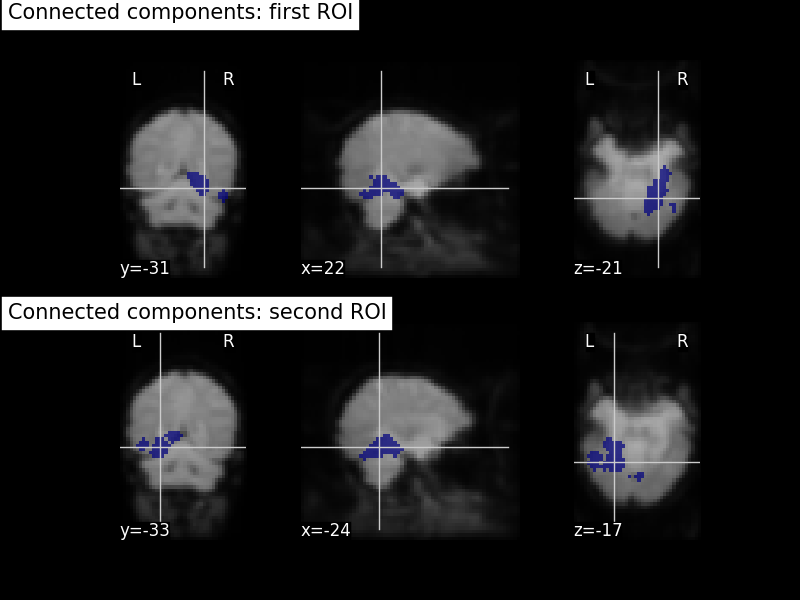 Connected components: first ROI
L R L R
y=-31 x=22 z=-21
Connected components: second ROI
L R L R
y=-33 x=-24 z=-17